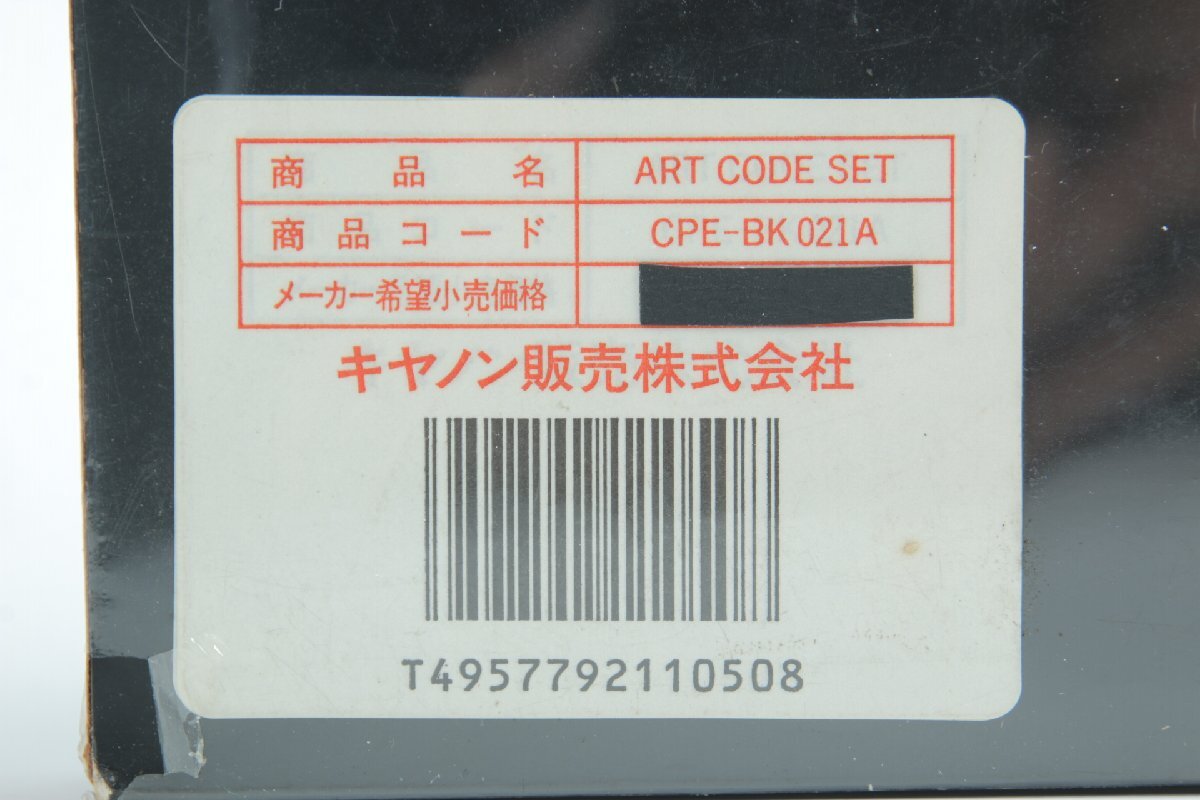 商品名 ART CODE SET
商品コード CPE-BK021A
メーカー希望小売価格
キヤノン販売株式会社
T4957792110508